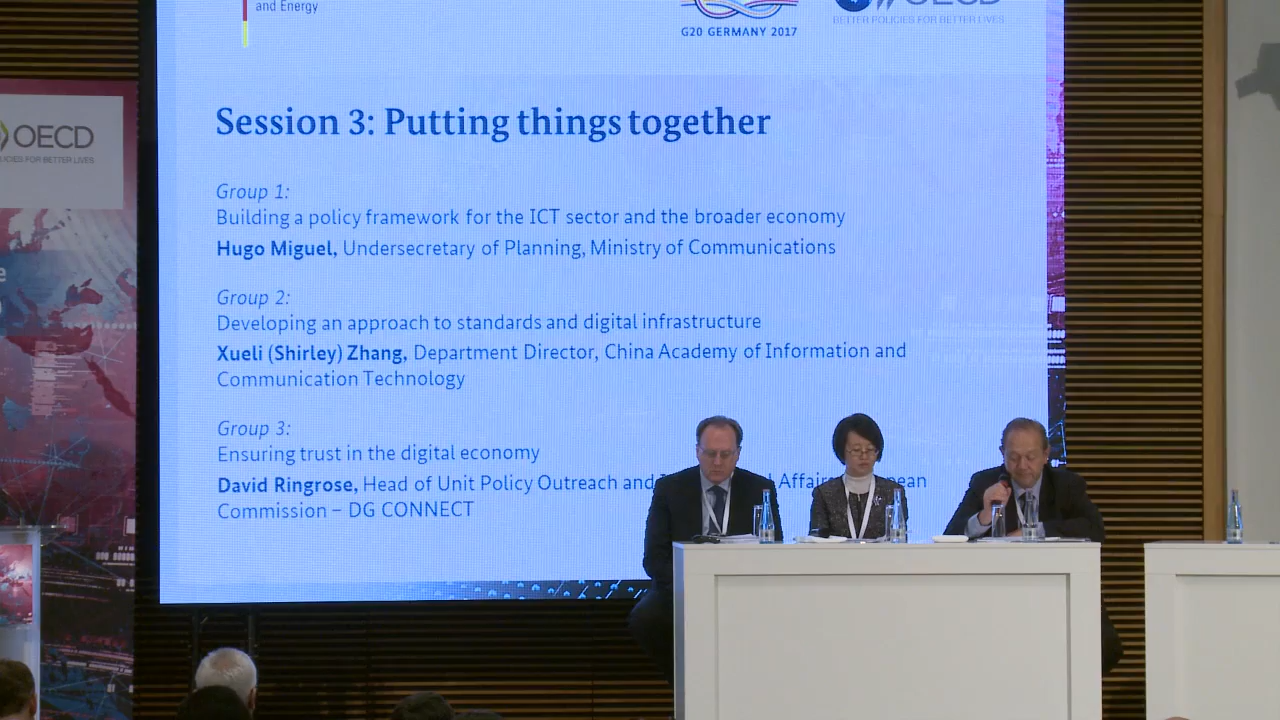 and Energy
G20 GERMANY 2017
OECD
BETTER POLICIES FOR BETTER LIVES
OECD
POLICIES FOR BETTER LIVES
Session 3: Putting things together
Group 1:
Building a policy framework for the ICT sector and the broader economy
Hugo Miguel, Undersecretary of Planning, Ministry of Communications
Group 2:
Developing an approach to standards and digital infrastructure
Xueli (Shirley) Zhang, Department Director, China Academy of Information and
Communication Technology
Group 3:
Ensuring trust in the digital economy
David Ringrose, Head of Unit Policy Outreach and Affairs
Commission – DG CONNECT